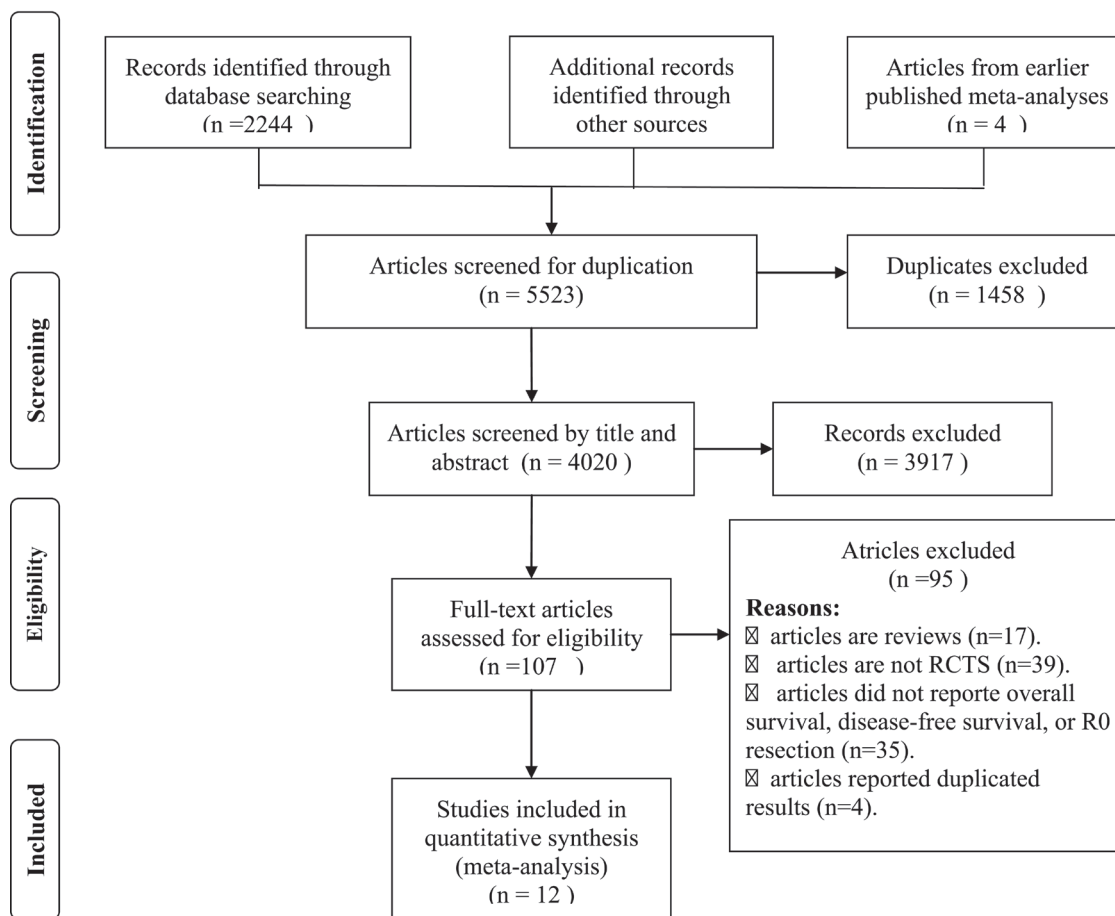 Identification
Records identified through
database searching
(n =2244 )
Additional records
identified through
other sources
Articles from earlier
published meta-analyses
(n = 4 )
Articles screened for duplication
(n = 5523)
Duplicates excluded
(n = 1458 )
Screening
Articles screened by title and
abstract (n = 4020 )
Records excluded
(n = 3917)
Eligibility
Full-text articles
assessed for eligibility
(n =107 )
Atricles excluded
(n =95 )
Reasons:
articles are reviews (n=17).
articles are not RCTS (n=39).
articles did not reporte overall
survival, disease-free survival, or R0
resection (n=35).
articles reported duplicated
results (n=4).
Included
Studies included in
quantitative synthesis
(meta-analysis)
(n = 12 )